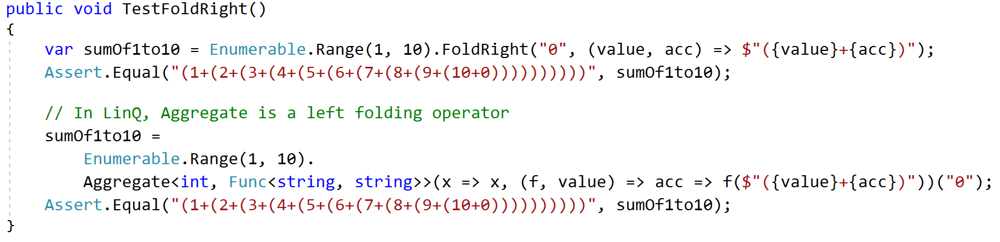 public void TestFoldRight()
{
    var sumOf1to10 = Enumerable.Range(1, 10).FoldRight("0", (value, acc) => $"({value}+{acc})");
    Assert.Equal("(1+(2+(3+(4+(5+(6+(7+(8+(9+(10+0))))))))))", sumOf1to10);

    // In LinQ, Aggregate is a left folding operator
    sumOf1to10 =
        Enumerable.Range(1, 10).
        Aggregate<int, Func<string, string>>(x => x, (f, value) => acc => f($"({value}+{acc})"))("0");
    Assert.Equal("(1+(2+(3+(4+(5+(6+(7+(8+(9+(10+0))))))))))", sumOf1to10);
}